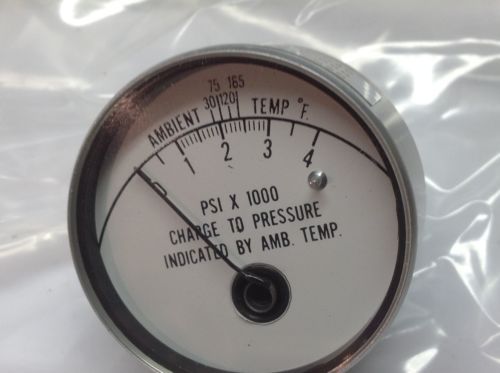 75 165
30 120
AMBIENT TEMP °F.
0 1 2 3 4
PSI X 1000
CHARGE TO PRESSURE
INDICATED BY AMB. TEMP.